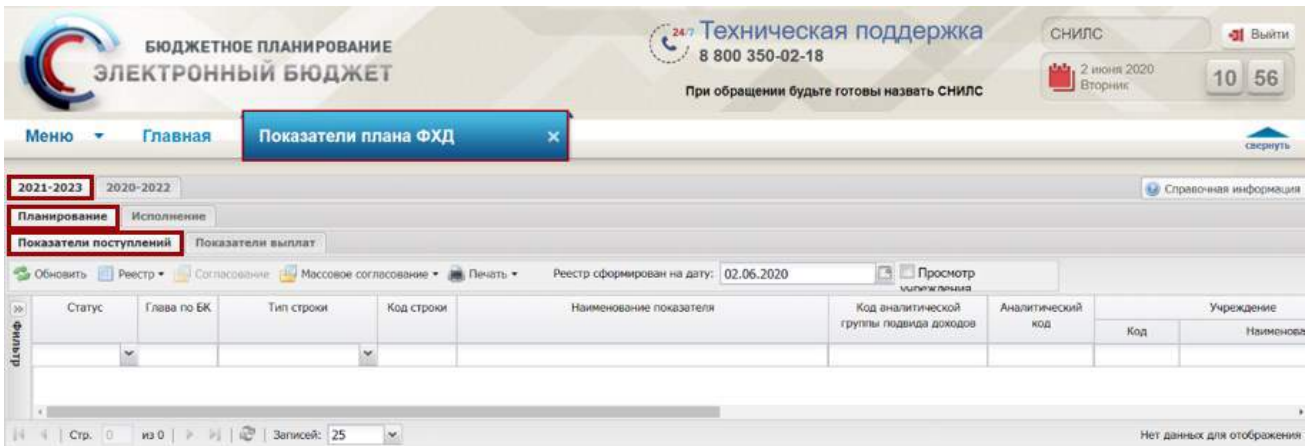 БЮДЖЕТНОЕ ПЛАНИРОВАНИЕ
ЭЛЕКТРОННЫЙ БЮДЖЕТ
24/7 Техническая поддержка
8 800 350-02-18
При обращении будьте готовы назвать СНИЛС
СНИЛС
Выйти
2 июня 2020
Вторник
10 56
Меню Главная Показатели плана ФХД ×
свернуть
2021-2023 2020-2022
Справочная информация
Планирование Исполнение
Показатели поступлений Показатели выплат
Обновить Реестр Согласование Массовое согласование Печать Реестр сформирован на дату: 02.06.2020 Просмотр
учреждения
Фильтр
Статус Глава по БК Тип строки Код строки Наименование показателя Код аналитической группы подвида доходов Аналитический код Учреждение
Код Наименова
Стр. 0 из 0 Записей: 25 Нет данных для отображения